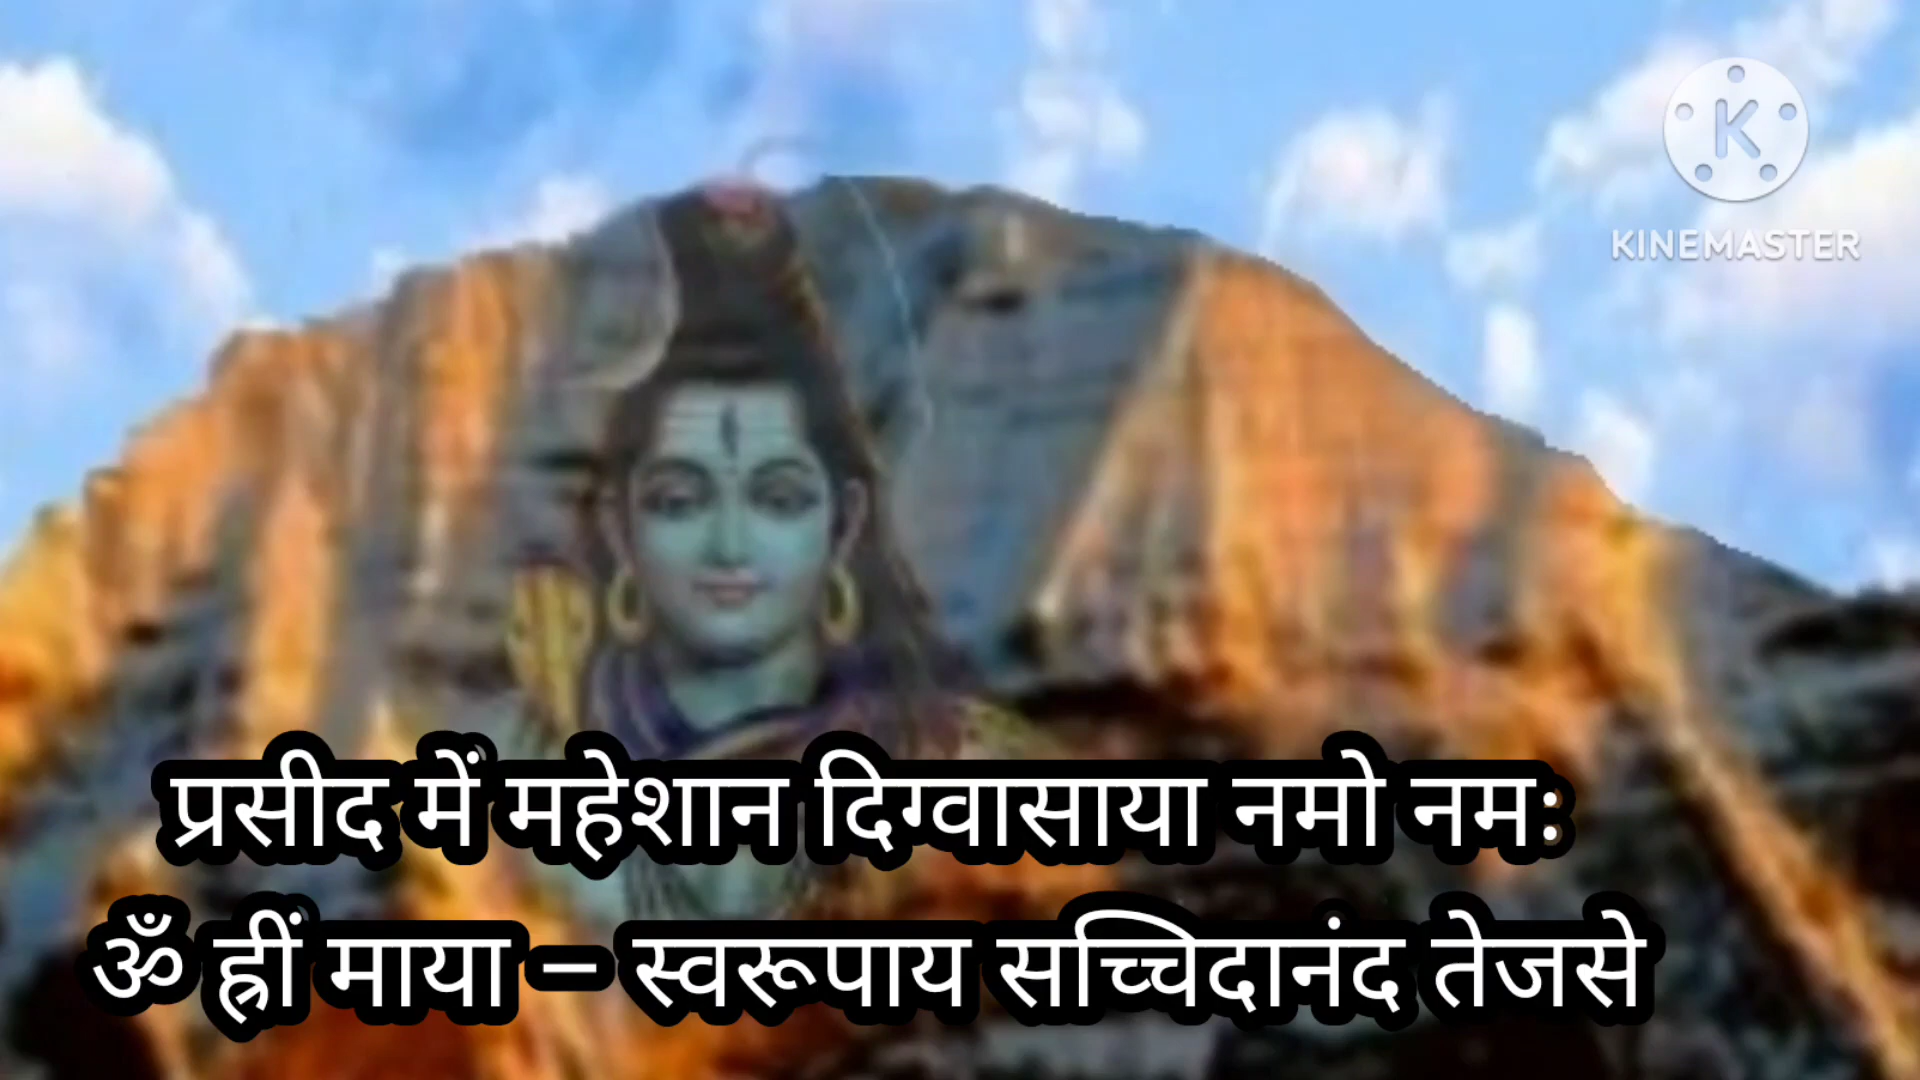 K
KINEMASTER
प्रसीद में महेशान दिग्वासाया नमो नमः
ॐ ह्रीं माया – स्वरूपाय सच्चिदानंद तेजसे